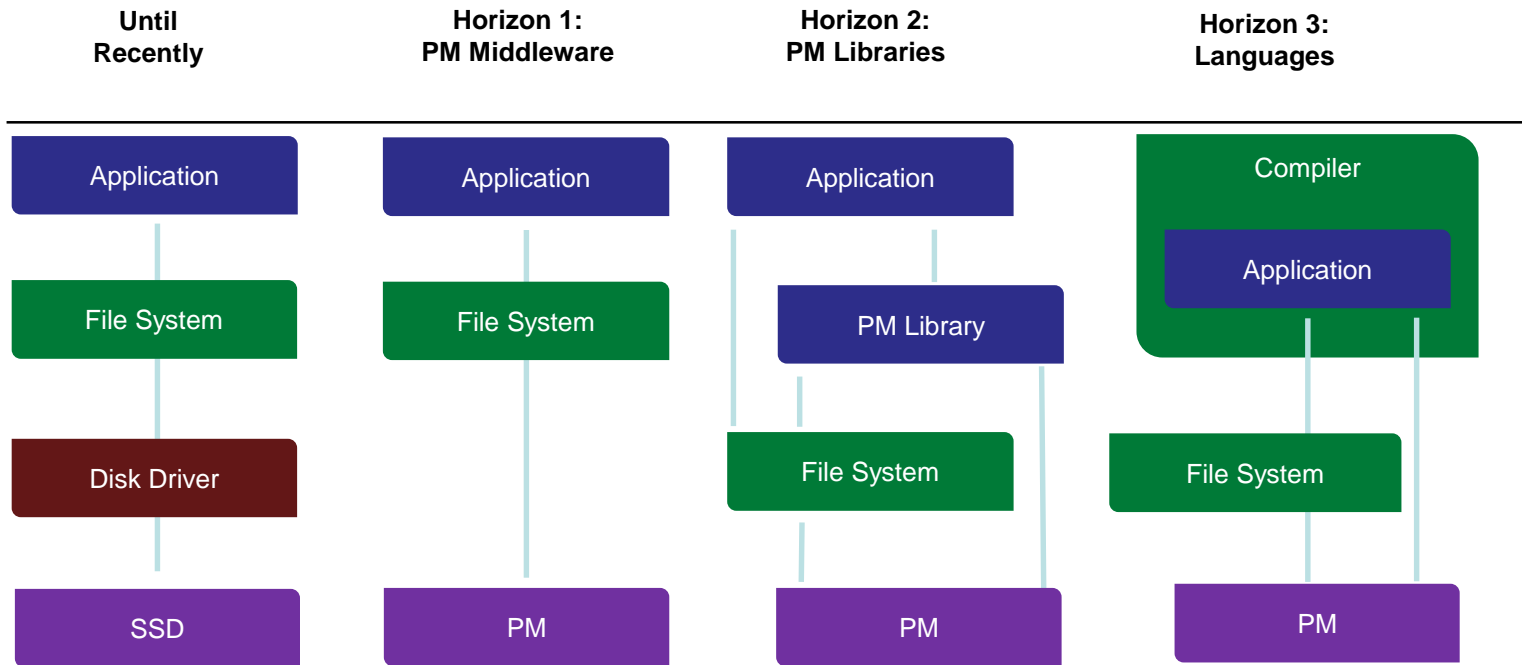 Until
Recently
Horizon 1:
PM Middleware
Horizon 2:
PM Libraries
Horizon 3:
Languages
Application
File System
Disk Driver
SSD
Application
File System
PM
Application
PM Library
File System
PM
Compiler
Application
File System
PM